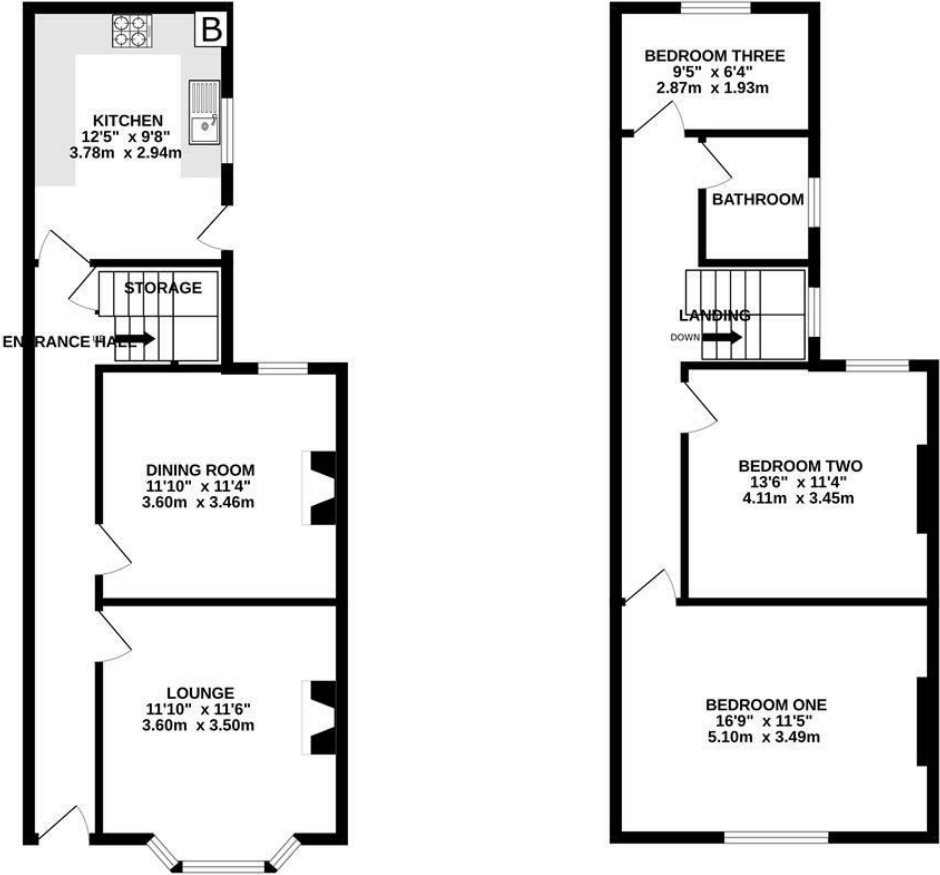 B
KITCHEN
12'5" x 9'8"
3.78m x 2.94m
STORAGE
ENTRANCE HALL
UP
DINING ROOM
11'10" x 11'4"
3.60m x 3.46m
LOUNGE
11'10" x 11'6"
3.60m x 3.50m
BEDROOM THREE
9'5" x 6'4"
2.87m x 1.93m
BATHROOM
LANDING
DOWN
BEDROOM TWO
13'6" x 11'4"
4.11m x 3.45m
BEDROOM ONE
16'9" x 11'5"
5.10m x 3.49m